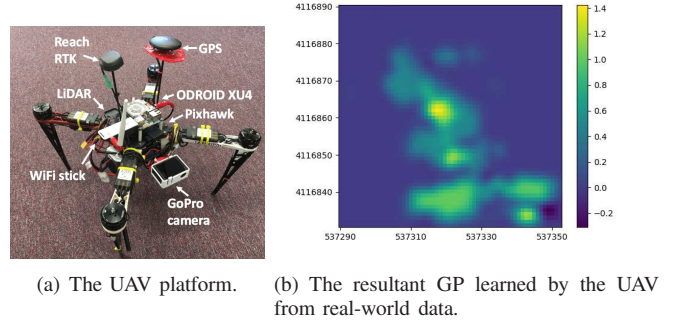 Reach
RTK
GPS
LiDAR
ODROID XU4
Pixhawk
WiFi stick
GoPro
camera
4116890
4116880
4116870
4116860
4116850
4116840
537290
537310
537330
537350
1.4
1.2
1.0
0.8
0.6
0.4
0.2
0.0
−0.2
(a) The UAV platform.
(b) The resultant GP learned by the UAV
from real-world data.